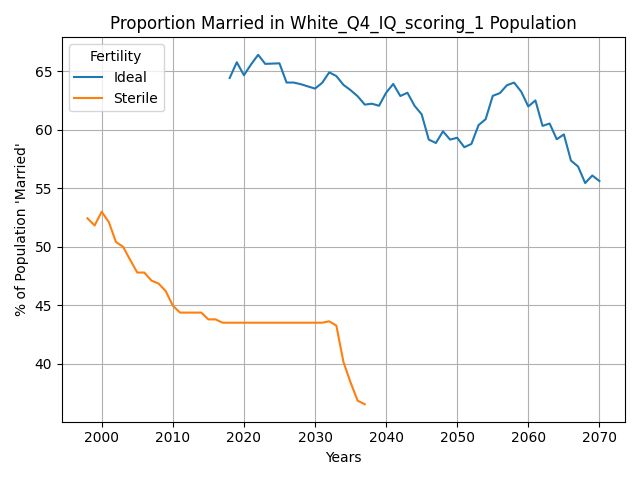 Proportion Married in White_Q4_IQ_scoring_1 Population
Fertility
Ideal
Sterile
% of Population 'Married'
65
60
55
50
45
40
2000 2010 2020 2030 2040 2050 2060 2070
Years